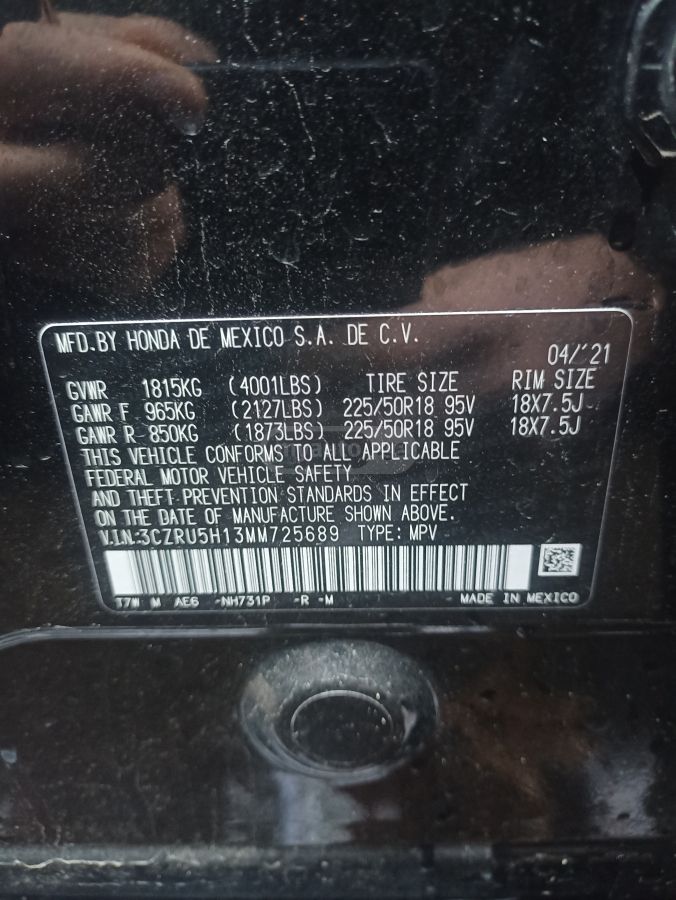 MFD.BY HONDA DE MEXICO S.A. DE C.V.
04/'21
GVWR 1815KG (4001LBS) TIRE SIZE RIM SIZE
GAWR F 965KG (2127LBS) 225/50R18 95V 18X7.5J
GAWR R 850KG (1873LBS) 225/50R18 95V 18X7.5J
THIS VEHICLE CONFORMS TO ALL APPLICABLE
FEDERAL MOTOR VEHICLE SAFETY
AND THEFT PREVENTION STANDARDS IN EFFECT
ON THE DATE OF MANUFACTURE SHOWN ABOVE.
V.I.N:3CZRU5H13MM725689 TYPE: MPV
T7W M AE6 -NH731P -R -M - MADE IN MEXICO